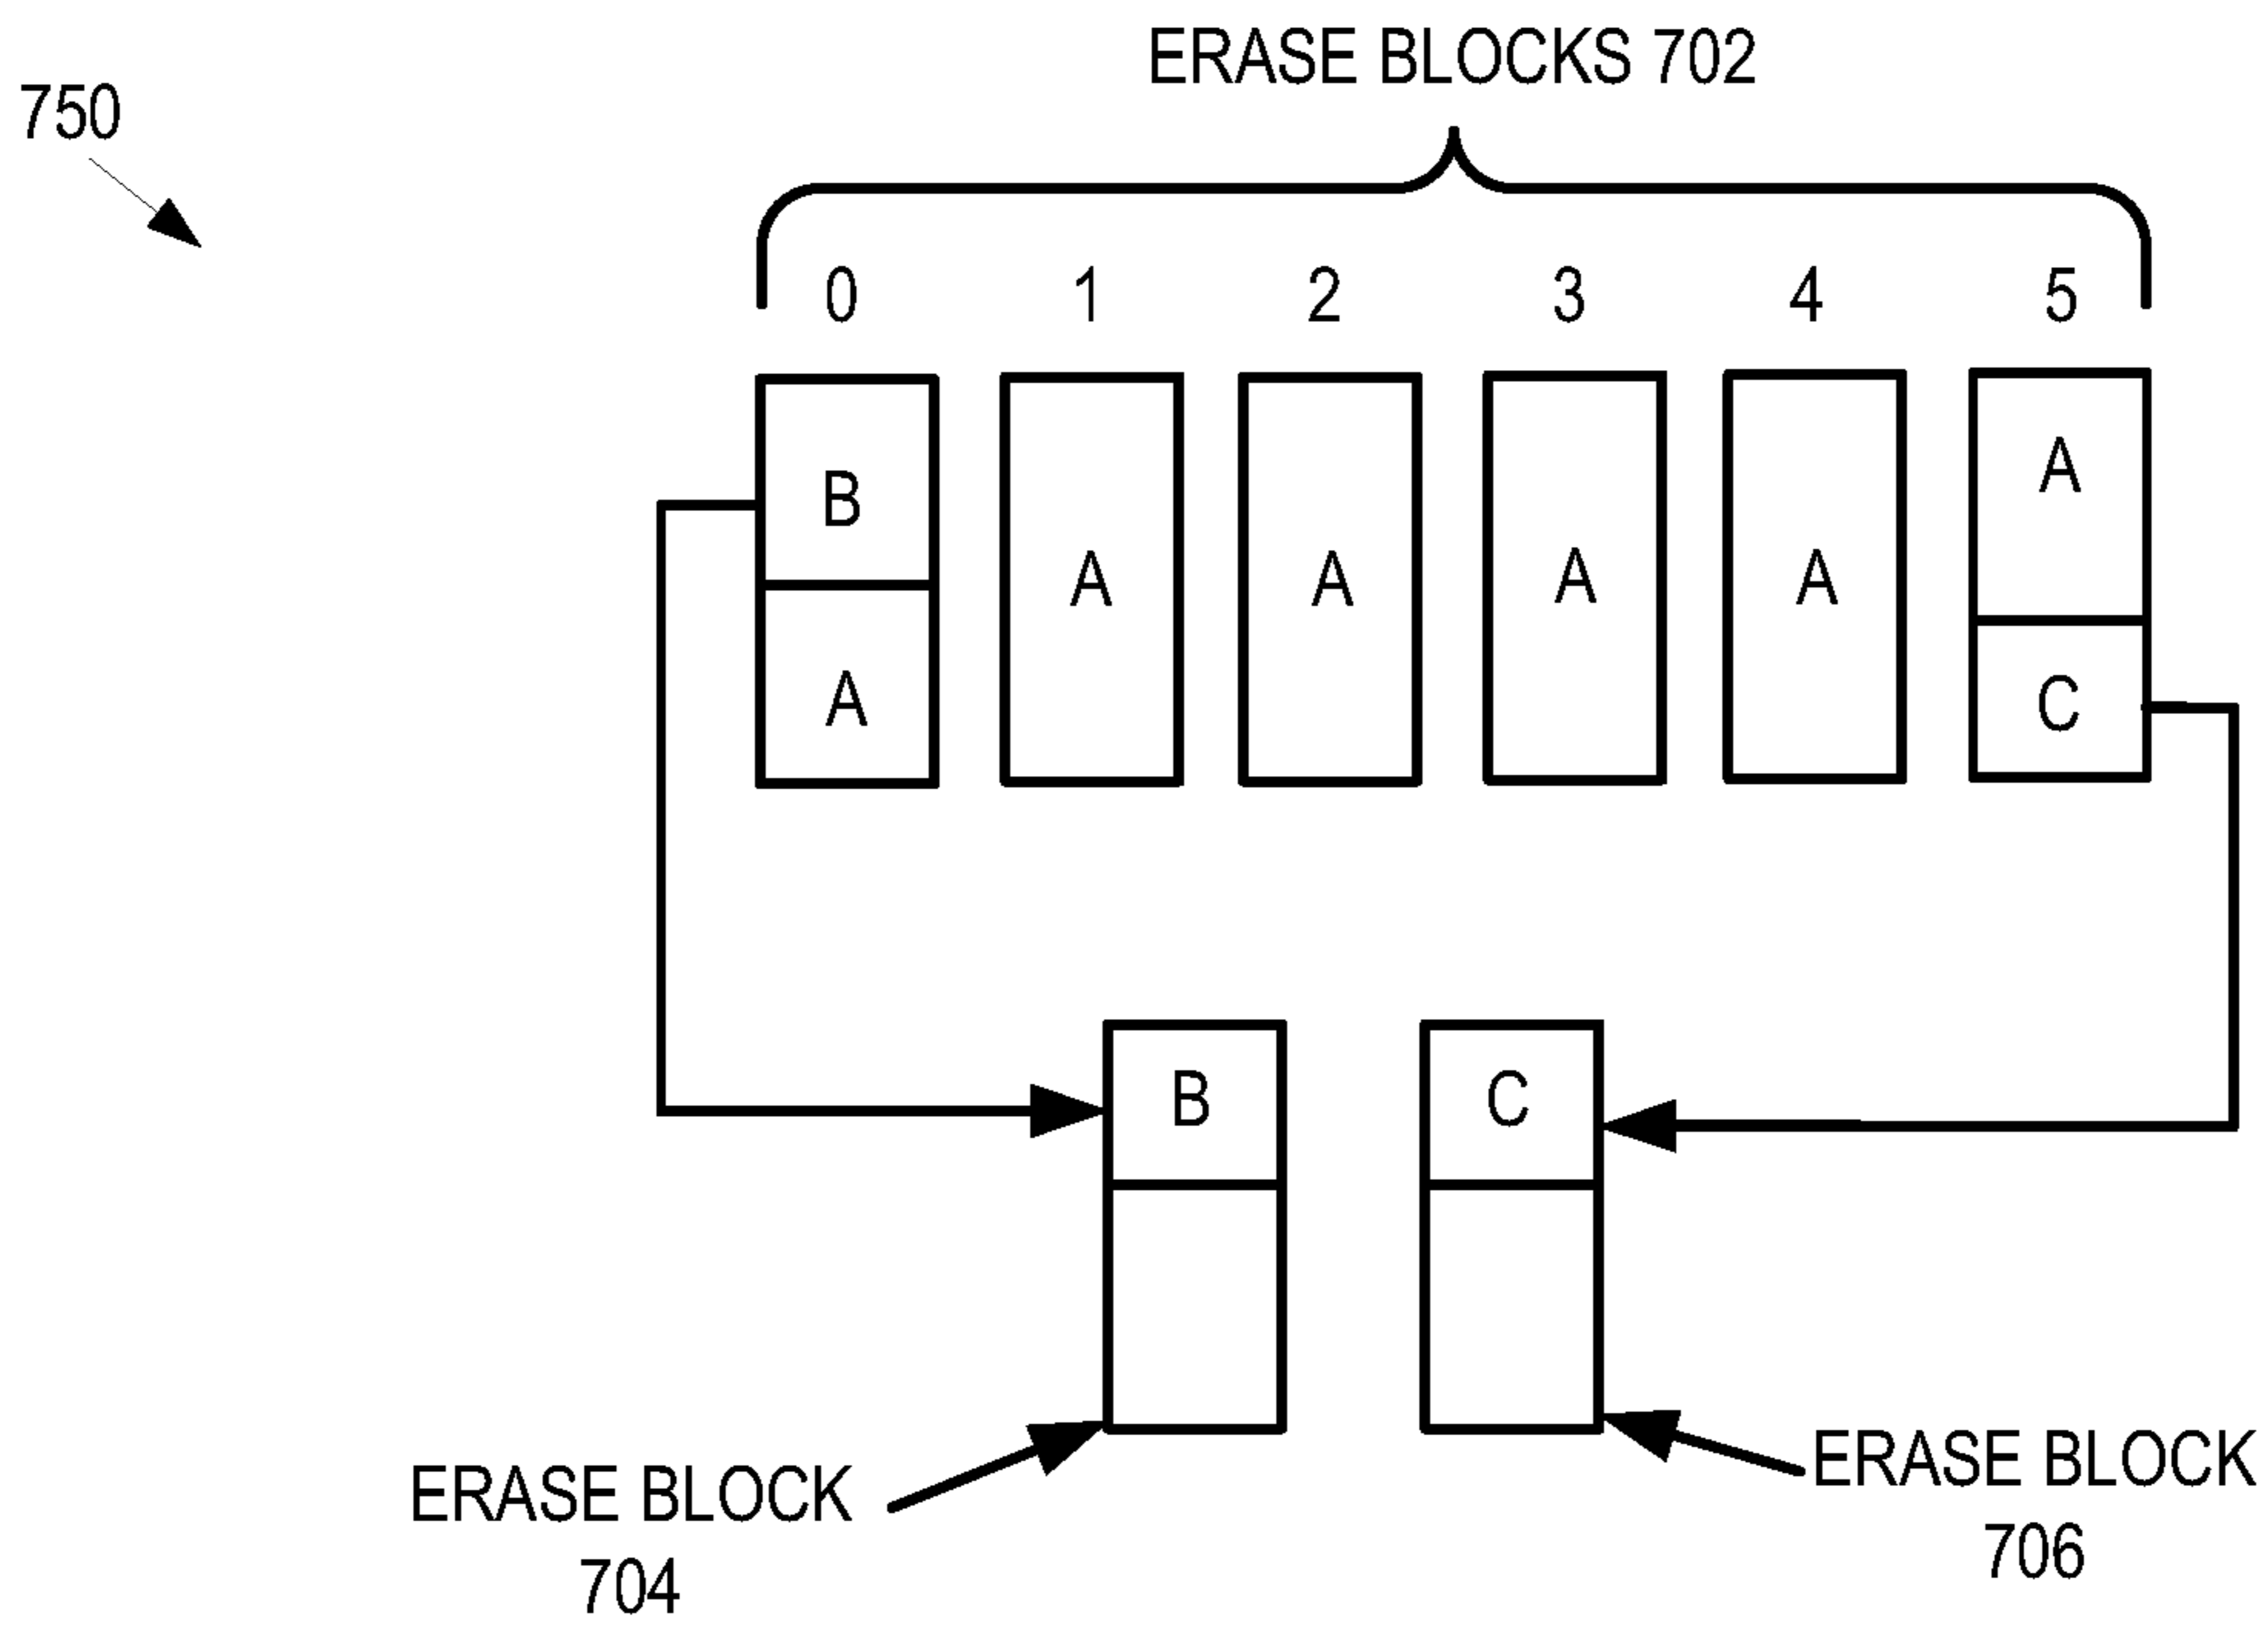 ERASE BLOCKS 702
750
0 1 2 3 4 5
B A A A A A
A C
B C
ERASE BLOCK
704
ERASE BLOCK
706